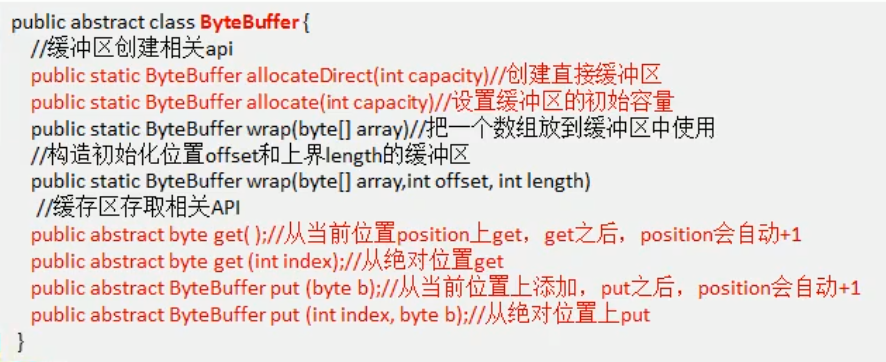 public abstract class ByteBuffer {
//缓冲区创建相关api
public static ByteBuffer allocateDirect(int capacity)//创建直接缓冲区
public static ByteBuffer allocate(int capacity)//设置缓冲区的初始容量
public static ByteBuffer wrap(byte[] array)//把一个数组放到缓冲区中使用
//构造初始化位置offset和上界length的缓冲区
public static ByteBuffer wrap(byte[] array,int offset, int length)
//缓存区存取相关API
public abstract byte get( );//从当前位置position上get，get之后，position会自动+1
public abstract byte get (int index);//从绝对位置get
public abstract ByteBuffer put (byte b);//从当前位置上添加，put之后，position会自动+1
public abstract ByteBuffer put (int index, byte b);//从绝对位置上put
}